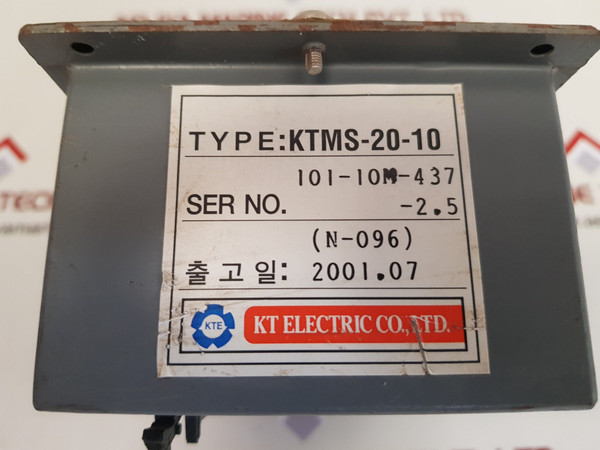 TYPE:KTMS-20-10
101-10M-437
SER NO. -2.5
(N-096)
출고일: 2001.07
KTE KT ELECTRIC CO., LTD.